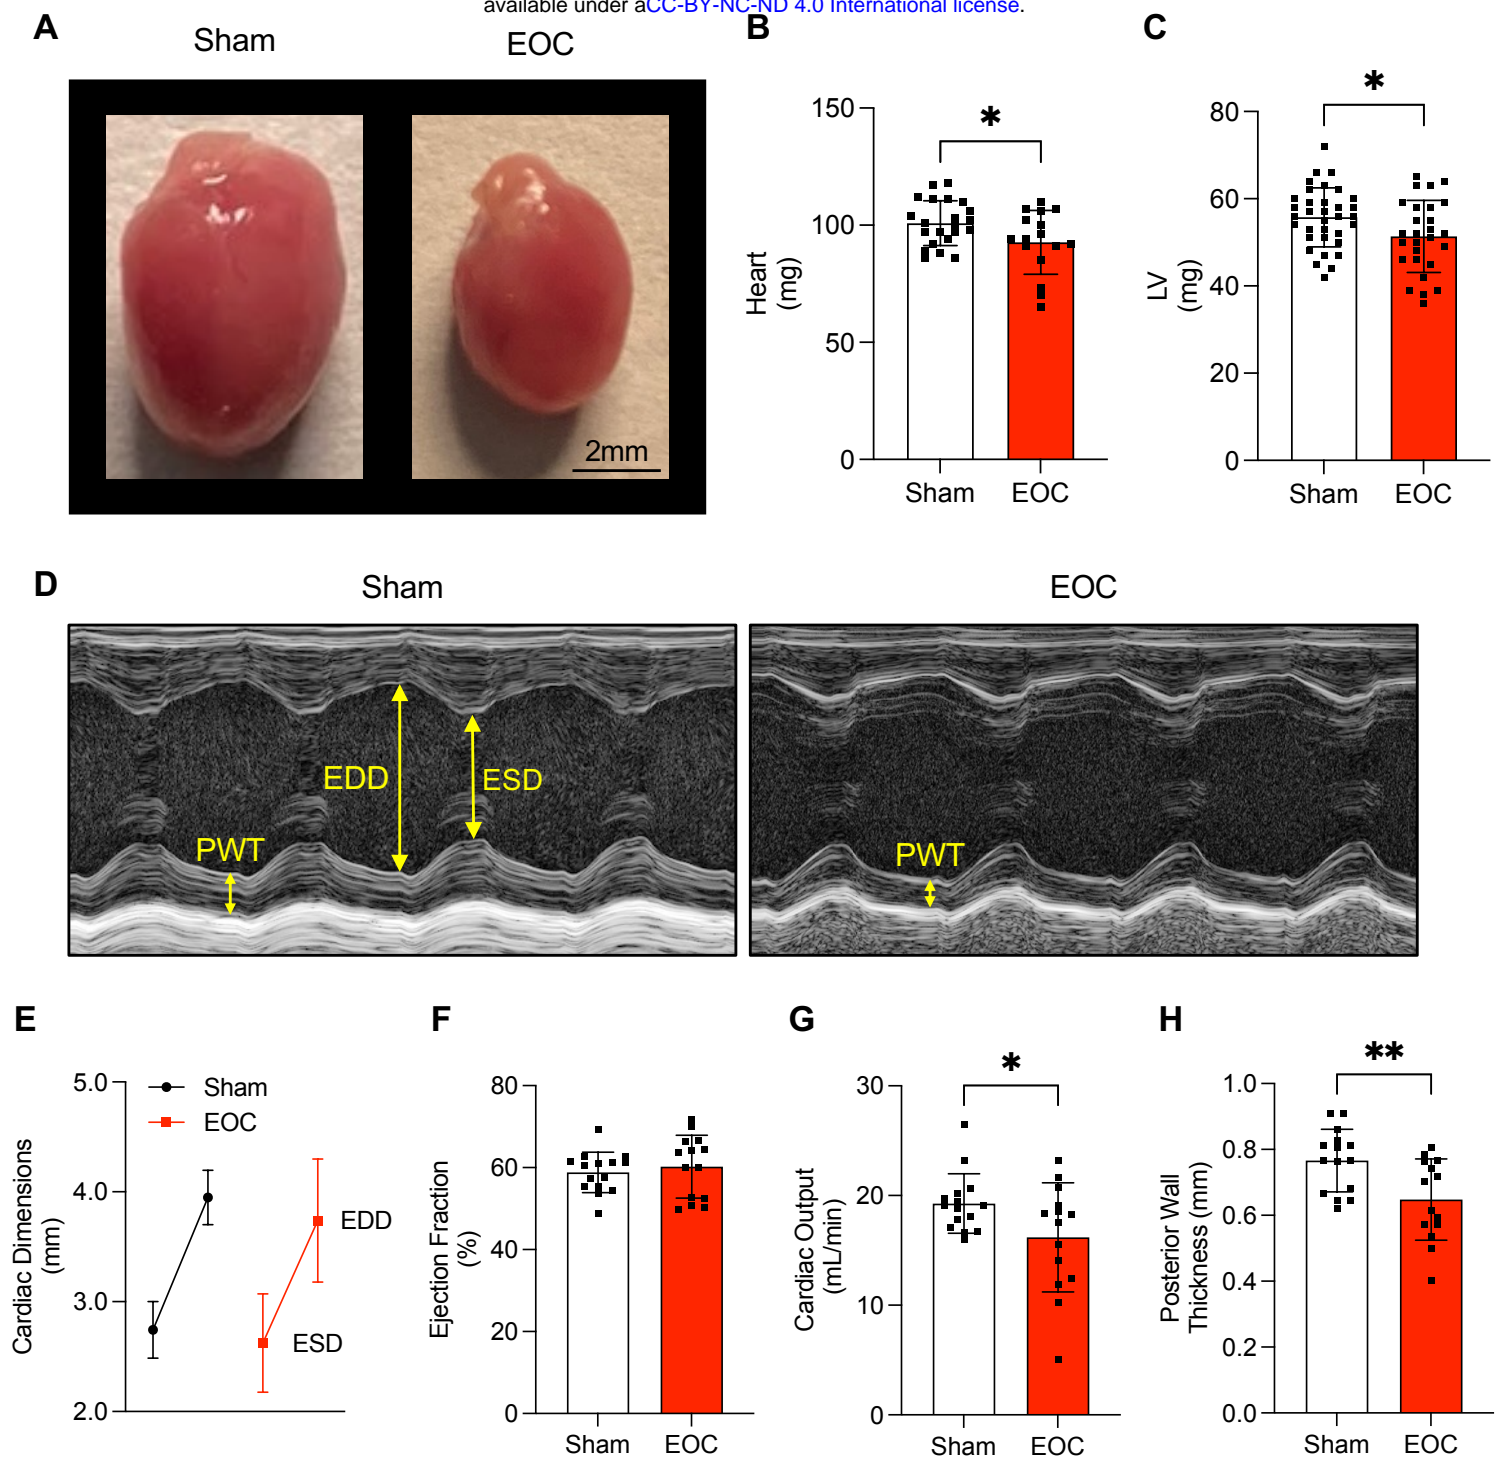 available under aCC-BY-NC-ND 4.0 International license.
A
Sham
EOC
2mm
B
Heart
(mg)
150
100
50
0
*
Sham
EOC
C
LV
(mg)
80
60
40
20
0
*
Sham
EOC
D
Sham
EOC
EDD
ESD
PWT
PWT
E
Cardiac Dimensions
(mm)
5.0
4.0
3.0
2.0
Sham
EOC
EDD
ESD
F
Ejection Fraction
(%)
80
60
40
20
0
Sham
EOC
G
Cardiac Output
(mL/min)
30
20
10
0
*
Sham
EOC
H
Posterior Wall
Thickness (mm)
1.0
0.8
0.6
0.4
0.2
0.0
**
Sham
EOC